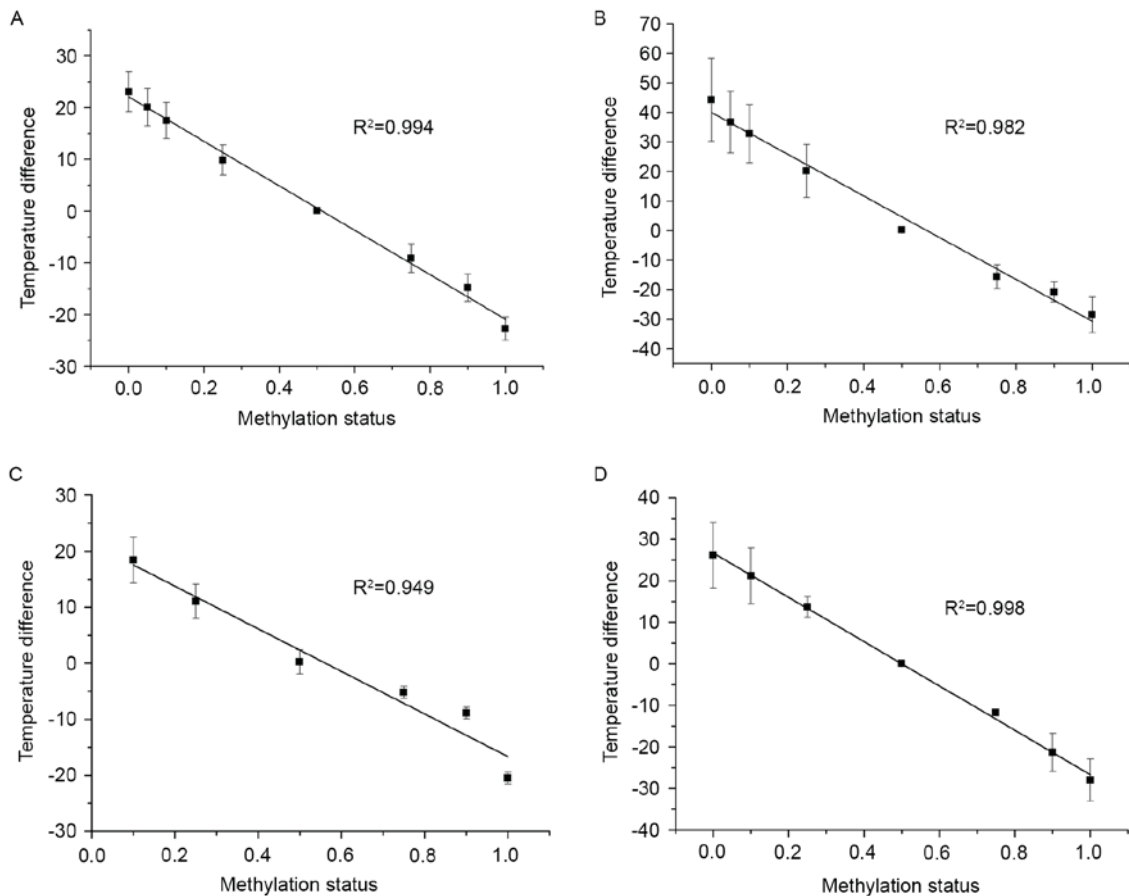 A
30
20
10
0
-10
-20
-30
Temperature difference
R²=0.994
0.0 0.2 0.4 0.6 0.8 1.0
Methylation status
B
70
60
50
40
30
20
10
0
-10
-20
-30
-40
Temperature difference
R²=0.982
0.0 0.2 0.4 0.6 0.8 1.0
Methylation status
C
30
20
10
0
-10
-20
-30
Temperature difference
R²=0.949
0.0 0.2 0.4 0.6 0.8 1.0
Methylation status
D
40
30
20
10
0
-10
-20
-30
-40
Temperature difference
R²=0.998
0.0 0.2 0.4 0.6 0.8 1.0
Methylation status